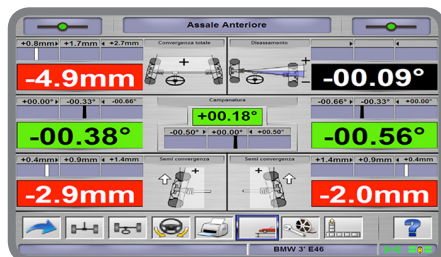 Assale Anteriore
+0.8mm +1.7mm +2.7mm
Convergenza totale
Disassamento
-4.9mm
-00.09°
+00.00° -00.33° -00.66°
Campanatura
-00.66° -00.33° +00.00°
+00.18°
-00.38°
-00.50° +00.00° +00.50°
-00.56°
+0.4mm +0.9mm +1.4mm
Semi convergenza
Semi convergenza
+1.4mm +0.9mm +0.4mm
-2.9mm
-2.0mm
?
BMW 3' E46